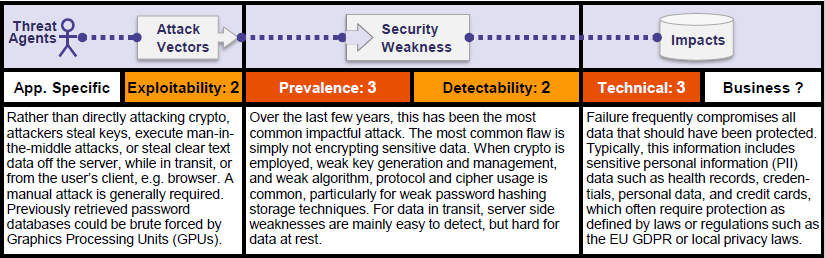 Threat
Agents
Attack
Vectors
Security
Weakness
Impacts
App. Specific
Exploitability: 2
Prevalence: 3
Detectability: 2
Technical: 3
Business ?
Rather than directly attacking crypto,
attackers steal keys, execute man-in-
the-middle attacks, or steal clear text
data off the server, while in transit, or
from the user's client, e.g. browser. A
manual attack is generally required.
Previously retrieved password
databases could be brute forced by
Graphics Processing Units (GPUs).
Over the last few years, this has been the most
common impactful attack. The most common flaw is
simply not encrypting sensitive data. When crypto is
employed, weak key generation and management,
and weak algorithm, protocol and cipher usage is
common, particularly for weak password hashing
storage techniques. For data in transit, server side
weaknesses are mainly easy to detect, but hard for
data at rest.
Failure frequently compromises all
data that should have been protected.
Typically, this information includes
sensitive personal information (PII)
data such as health records, creden-
tials, personal data, and credit cards,
which often require protection as
defined by laws or regulations such as
the EU GDPR or local privacy laws.